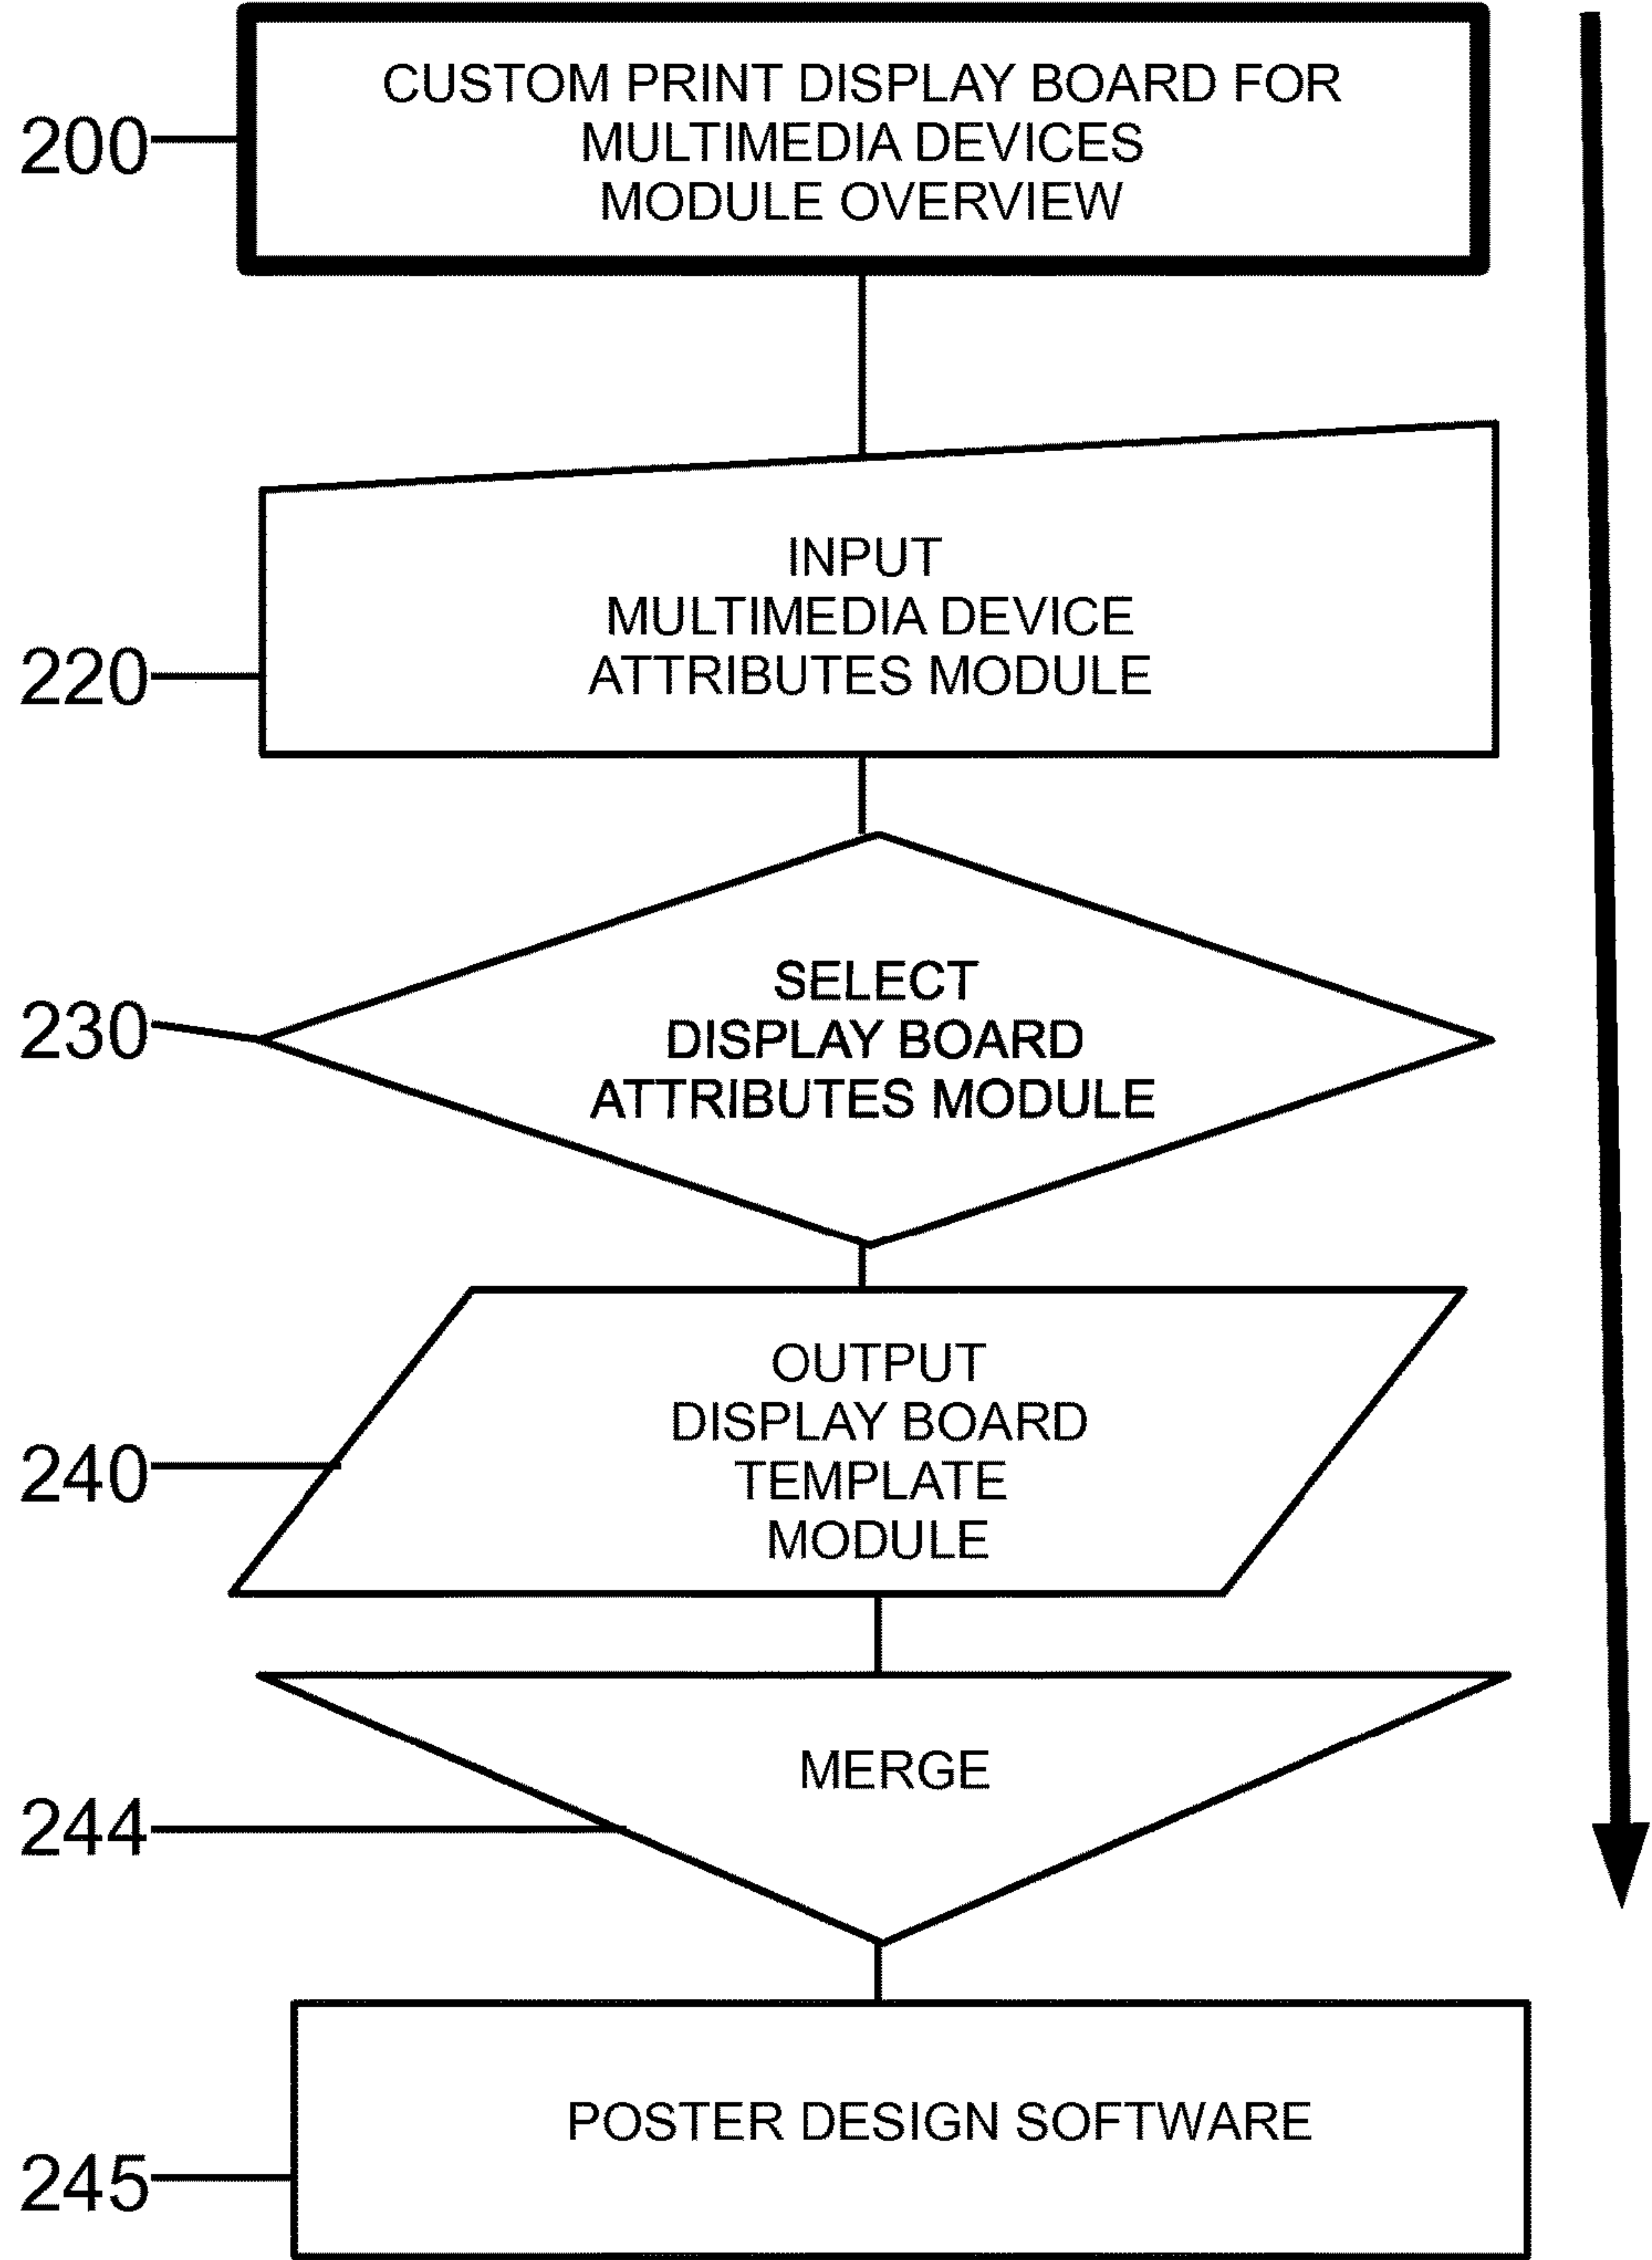 CUSTOM PRINT DISPLAY BOARD FOR
MULTIMEDIA DEVICES
MODULE OVERVIEW
200
INPUT
MULTIMEDIA DEVICE
ATTRIBUTES MODULE
220
SELECT
DISPLAY BOARD
ATTRIBUTES MODULE
230
OUTPUT
DISPLAY BOARD
TEMPLATE
MODULE
240
MERGE
244
POSTER DESIGN SOFTWARE
245